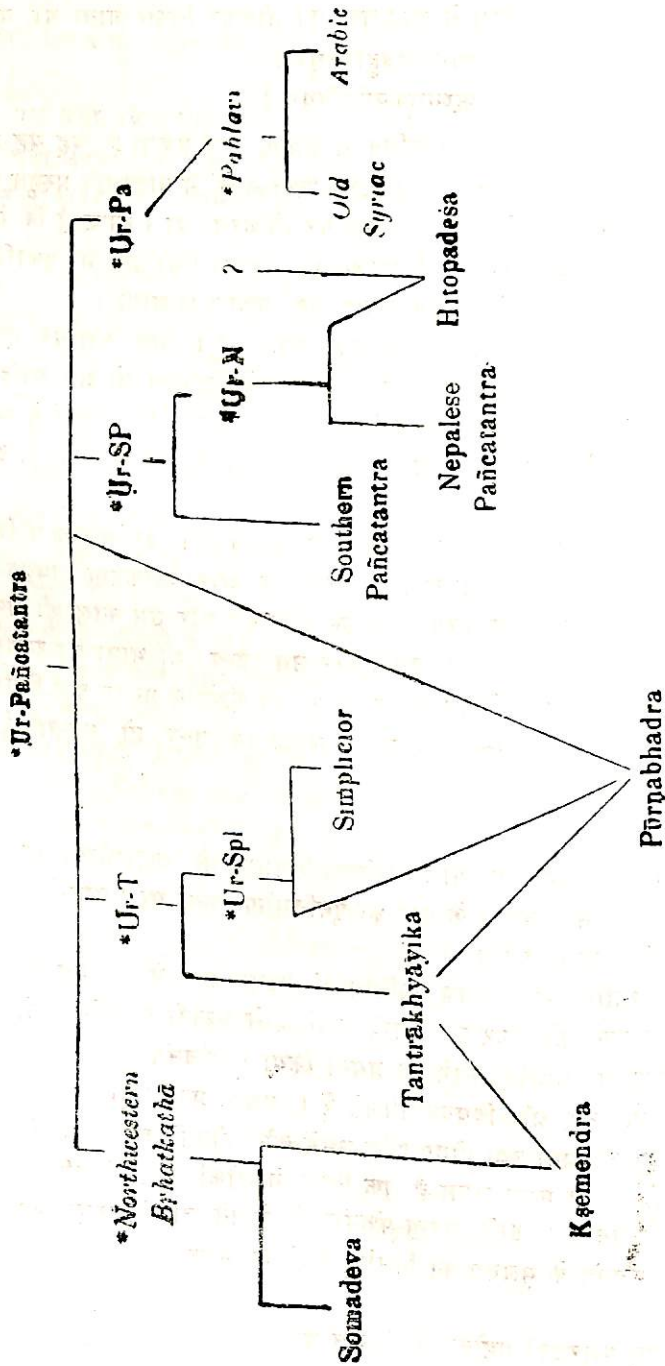 *Ur-Pañcatantra
*Northwestern
Bṛhatkathā
*Ur-T
*Ur-SP
*Ur-Pa
*Ur-Spl
*Ur-N
?
*Pahlavi
Somadeva
Tantrākhyāyika
Simplicior
Southern
Pañcatantra
Old
Syriac
Arabic
Kṣemendra
Nepalese
Pañcatantra
Hitopadeśa
Pūrṇabhadra